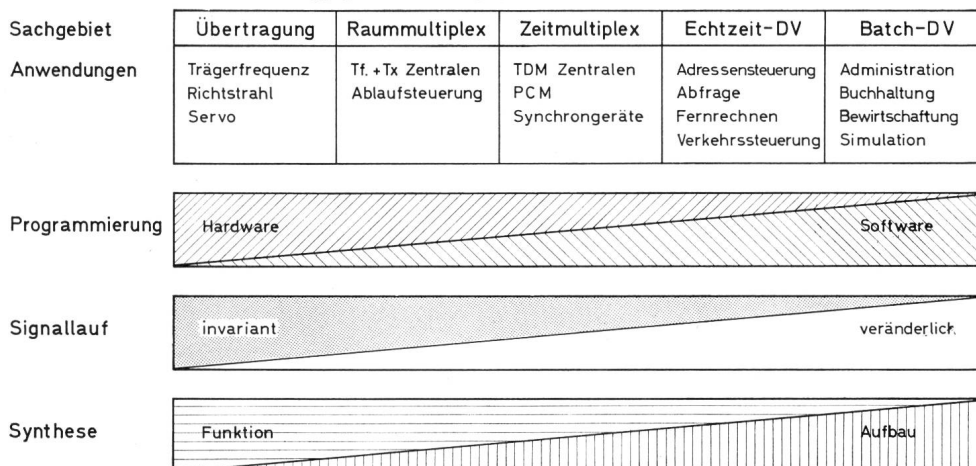 Sachgebiet Übertragung Raummultiplex Zeitmultiplex Echtzeit-DV Batch-DV
Anwendungen Trägerfrequenz Tf.+Tx Zentralen TDM Zentralen Adressensteuerung Administration
Richtstrahl Ablaufsteuerung PCM Abfrage Buchhaltung
Servo Synchrongeräte Fernrechnen Bewirtschaftung
Verkehrssteuerung Simulation
Programmierung Hardware Software
Signallauf invariant veränderlich
Synthese Funktion Aufbau